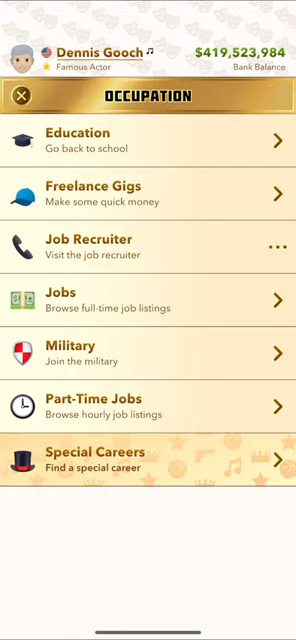 Dennis Gooch
$419,523,984
Famous Actor
Bank Balance
OCCUPATION
Education
Go back to school
Freelance Gigs
Make some quick money
Job Recruiter
Visit the job recruiter
Jobs
Browse full-time job listings
Military
Join the military
Part-Time Jobs
Browse hourly job listings
Special Careers
Find a special career